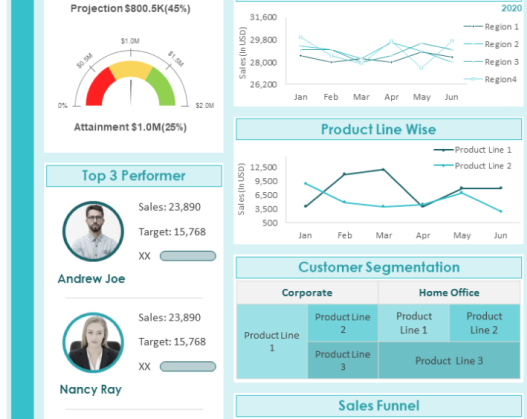 Projection $800.5K(45%)
$0.5M
$1.0M
$1.5M
0%
$2.0M
Attainment $1.0M(25%)
Top 3 Performer
Sales: 23,890
Target: 15,768
XX
Andrew Joe
Sales: 23,890
Target: 15,768
XX
Nancy Ray
2020
Sales(In USD)
31,600
29,800
28,000
26,200
Jan Feb Mar Apr May Jun
Region 1
Region 2
Region 3
Region4
Product Line Wise
Product Line 1
Product Line 2
Sales(In USD)
12,500
9,500
6,500
3,500
500
Jan Feb Mar Apr May Jun
Customer Segmentation
Corporate
Home Office
Product Line
1
Product Line
2
Product Line
3
Product
Line 1
Product
Line 2
Product Line 3
Sales Funnel